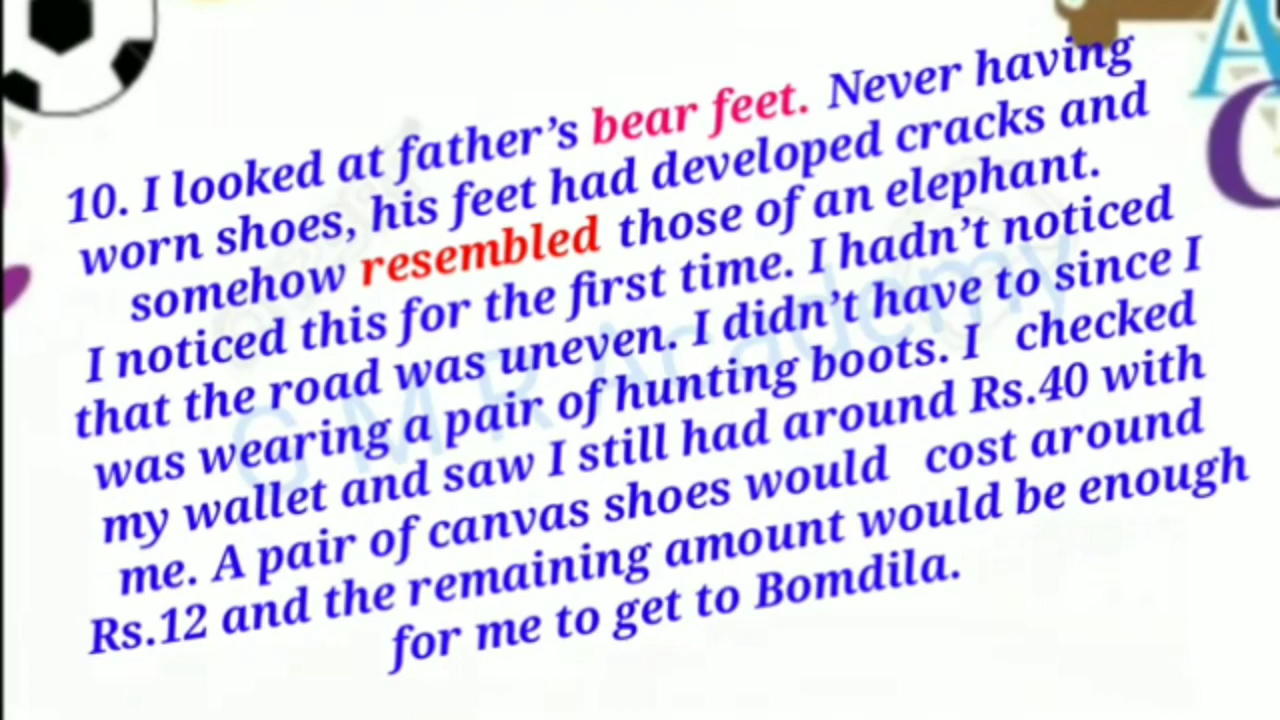 10. I looked at father's bear feet. Never having
worn shoes, his feet had developed cracks and
somehow resembled those of an elephant.
I noticed this for the first time. I hadn't noticed
that the road was uneven. I didn't have to since I
was wearing a pair of hunting boots. I checked
my wallet and saw I still had around Rs.40 with
me. A pair of canvas shoes would cost around
Rs.12 and the remaining amount would be enough
for me to get to Bomdila.
G M R Academy
A